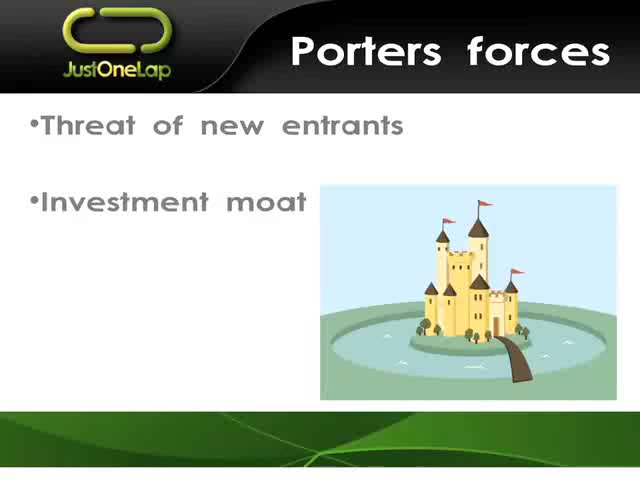 JustOneLap
Porters forces
•Threat of new entrants
•Investment moat